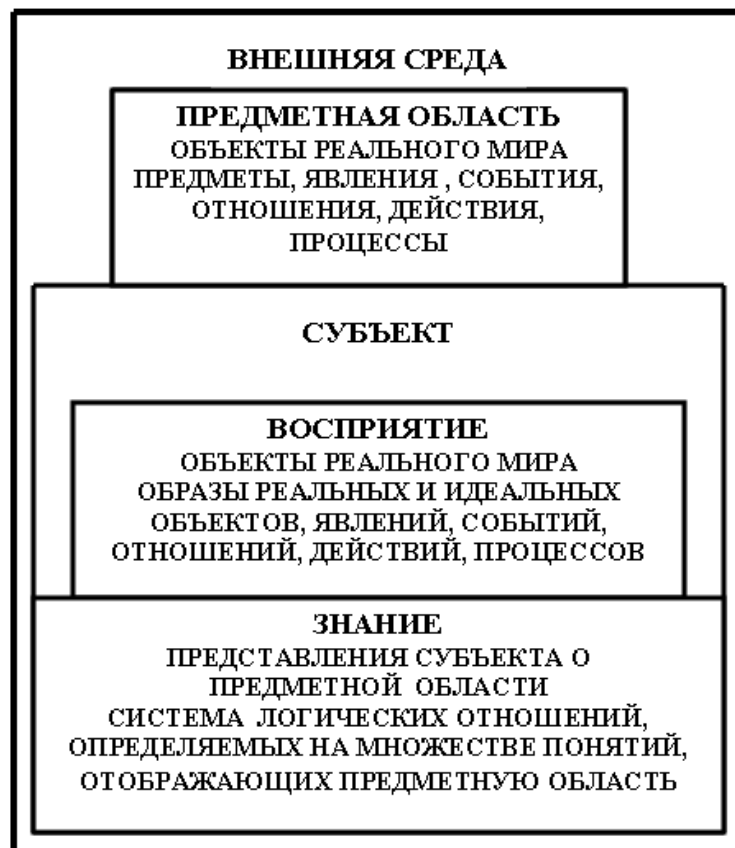 ВНЕШНЯЯ СРЕДА
ПРЕДМЕТНАЯ ОБЛАСТЬ
ОБЪЕКТЫ РЕАЛЬНОГО МИРА
ПРЕДМЕТЫ, ЯВЛЕНИЯ , СОБЫТИЯ,
ОТНОШЕНИЯ, ДЕЙСТВИЯ,
ПРОЦЕССЫ
СУБЪЕКТ
ВОСПРИЯТИЕ
ОБЪЕКТЫ РЕАЛЬНОГО МИРА
ОБРАЗЫ РЕАЛЬНЫХ И ИДЕАЛЬНЫХ
ОБЪЕКТОВ, ЯВЛЕНИЙ, СОБЫТИЙ,
ОТНОШЕНИЙ, ДЕЙСТВИЙ, ПРОЦЕССОВ
ЗНАНИЕ
ПРЕДСТАВЛЕНИЯ СУБЪЕКТА О
ПРЕДМЕТНОЙ ОБЛАСТИ
СИСТЕМА ЛОГИЧЕСКИХ ОТНОШЕНИЙ,
ОПРЕДЕЛЯЕМЫХ НА МНОЖЕСТВЕ ПОНЯТИЙ,
ОТОБРАЖАЮЩИХ ПРЕДМЕТНУЮ ОБЛАСТЬ